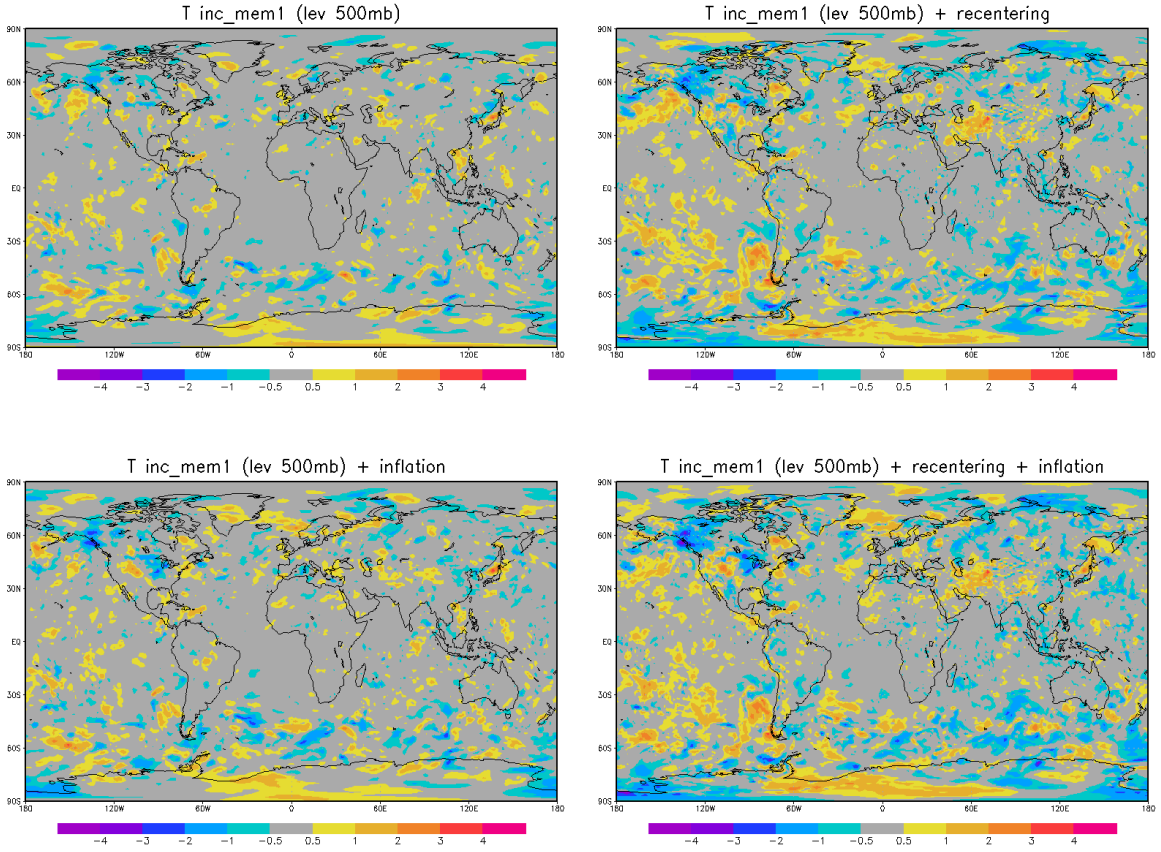 T inc_mem1 (lev 500mb)
90N
60N
30N
EQ
30S
60S
90S
180 120W 60W 0 60E 120E 180
-4 -3 -2 -1 -0.5 0.5 1 2 3 4
T inc_mem1 (lev 500mb) + recentering
90N
60N
30N
EQ
30S
60S
90S
180 120W 60W 0 60E 120E 180
-4 -3 -2 -1 -0.5 0.5 1 2 3 4
T inc_mem1 (lev 500mb) + inflation
90N
60N
30N
EQ
30S
60S
90S
180 120W 60W 0 60E 120E 180
-4 -3 -2 -1 -0.5 0.5 1 2 3 4
T inc_mem1 (lev 500mb) + recentering + inflation
90N
60N
30N
EQ
30S
60S
90S
180 120W 60W 0 60E 120E 180
-4 -3 -2 -1 -0.5 0.5 1 2 3 4